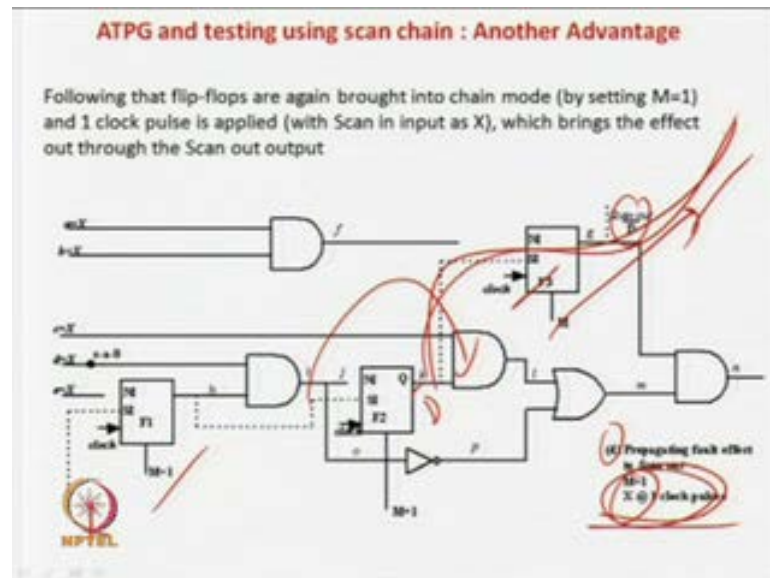 ATPG and testing using scan chain : Another Advantage
Following that flip-flops are again brought into chain mode (by setting M=1)
and 1 clock pulse is applied (with Scan in input as X), which brings the effect
out through the Scan out output
a=X
b=X
f
NI
SI
g
clock
F3
M
c=X
d=X s-a-0
e=X
NI
SI
F1
clock
M=1
h
i
j
NI Q
SI
F2
k
l
m
n
o
p
M=1
(d) Propagating fault effect
M=1
X @ 1 clock pulse
NPTEL